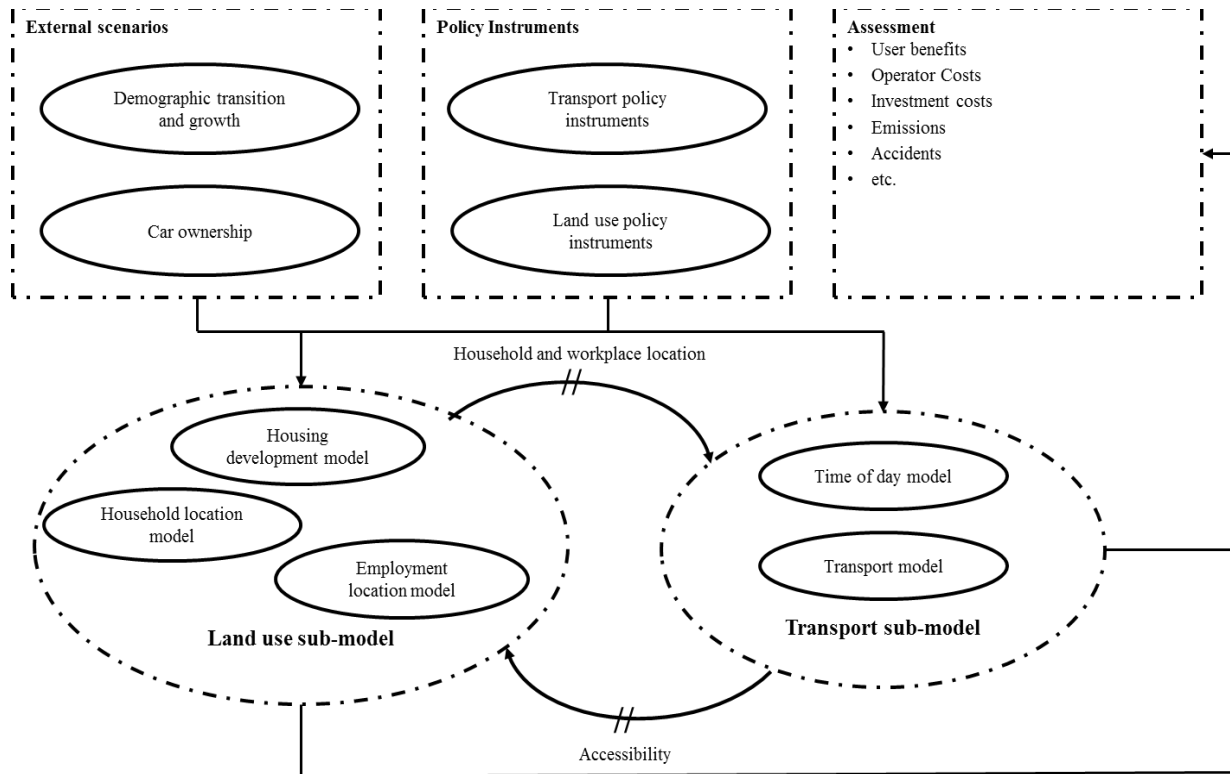 External scenarios
Demographic transition
and growth
Car ownership
Policy Instruments
Transport policy
instruments
Land use policy
instruments
Assessment
• User benefits
• Operator Costs
• Investment costs
• Emissions
• Accidents
• etc.
Household and workplace location
Housing
development model
Household location
model
Employment
location model
Land use sub-model
Time of day model
Transport model
Transport sub-model
Accessibility